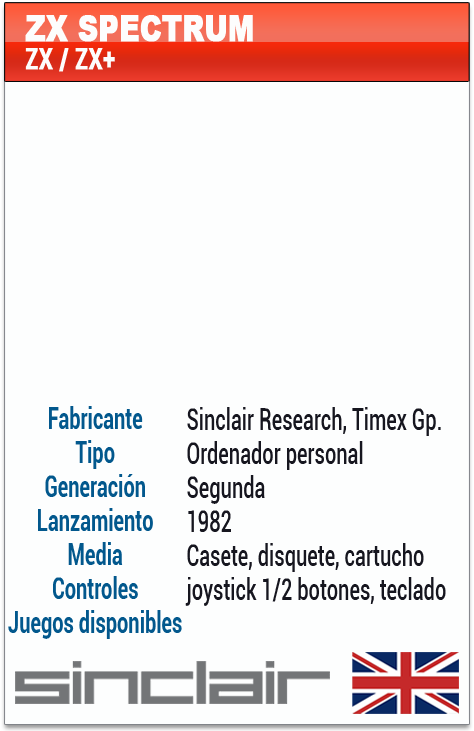 ZX SPECTRUM
ZX / ZX+
Fabricante Sinclair Research, Timex Gp.
Tipo Ordenador personal
Generación Segunda
Lanzamiento 1982
Media Casete, disquete, cartucho
Controles joystick 1/2 botones, teclado
Juegos disponibles
sinclair